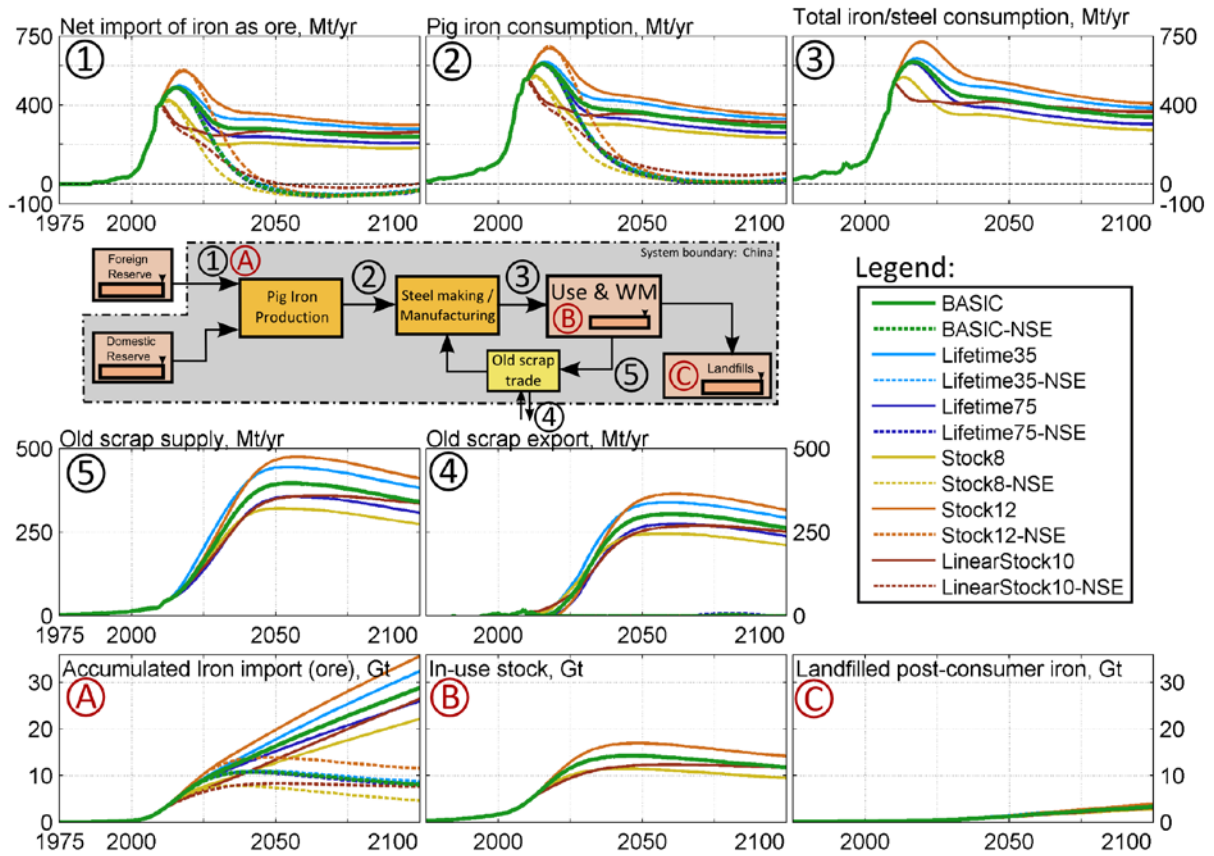 Net import of iron as ore, Mt/yr
Pig iron consumption, Mt/yr
Total iron/steel consumption, Mt/yr
750
400
0
-100
1
2
3
750
400
0
-100
1975 2000 2050 2100
2000 2050 2100
2000 2050 2100
System boundary: China
Foreign
Reserve
1
A
Pig Iron
Production
2
Steel making /
Manufacturing
3
Use & WM
B
Domestic
Reserve
Old scrap
trade
5
C
Landfills
4
Legend:
BASIC
BASIC-NSE
Lifetime35
Lifetime35-NSE
Lifetime75
Lifetime75-NSE
Stock8
Stock8-NSE
Stock12
Stock12-NSE
LinearStock10
LinearStock10-NSE
Old scrap supply, Mt/yr
Old scrap export, Mt/yr
500
250
0
5
4
500
250
0
1975 2000 2050 2100
2000 2050 2100
Accumulated Iron import (ore), Gt
In-use stock, Gt
Landfilled post-consumer iron, Gt
30
20
10
0
A
B
C
30
20
10
0
1975 2000 2050 2100
2000 2050 2100
2000 2050 2100